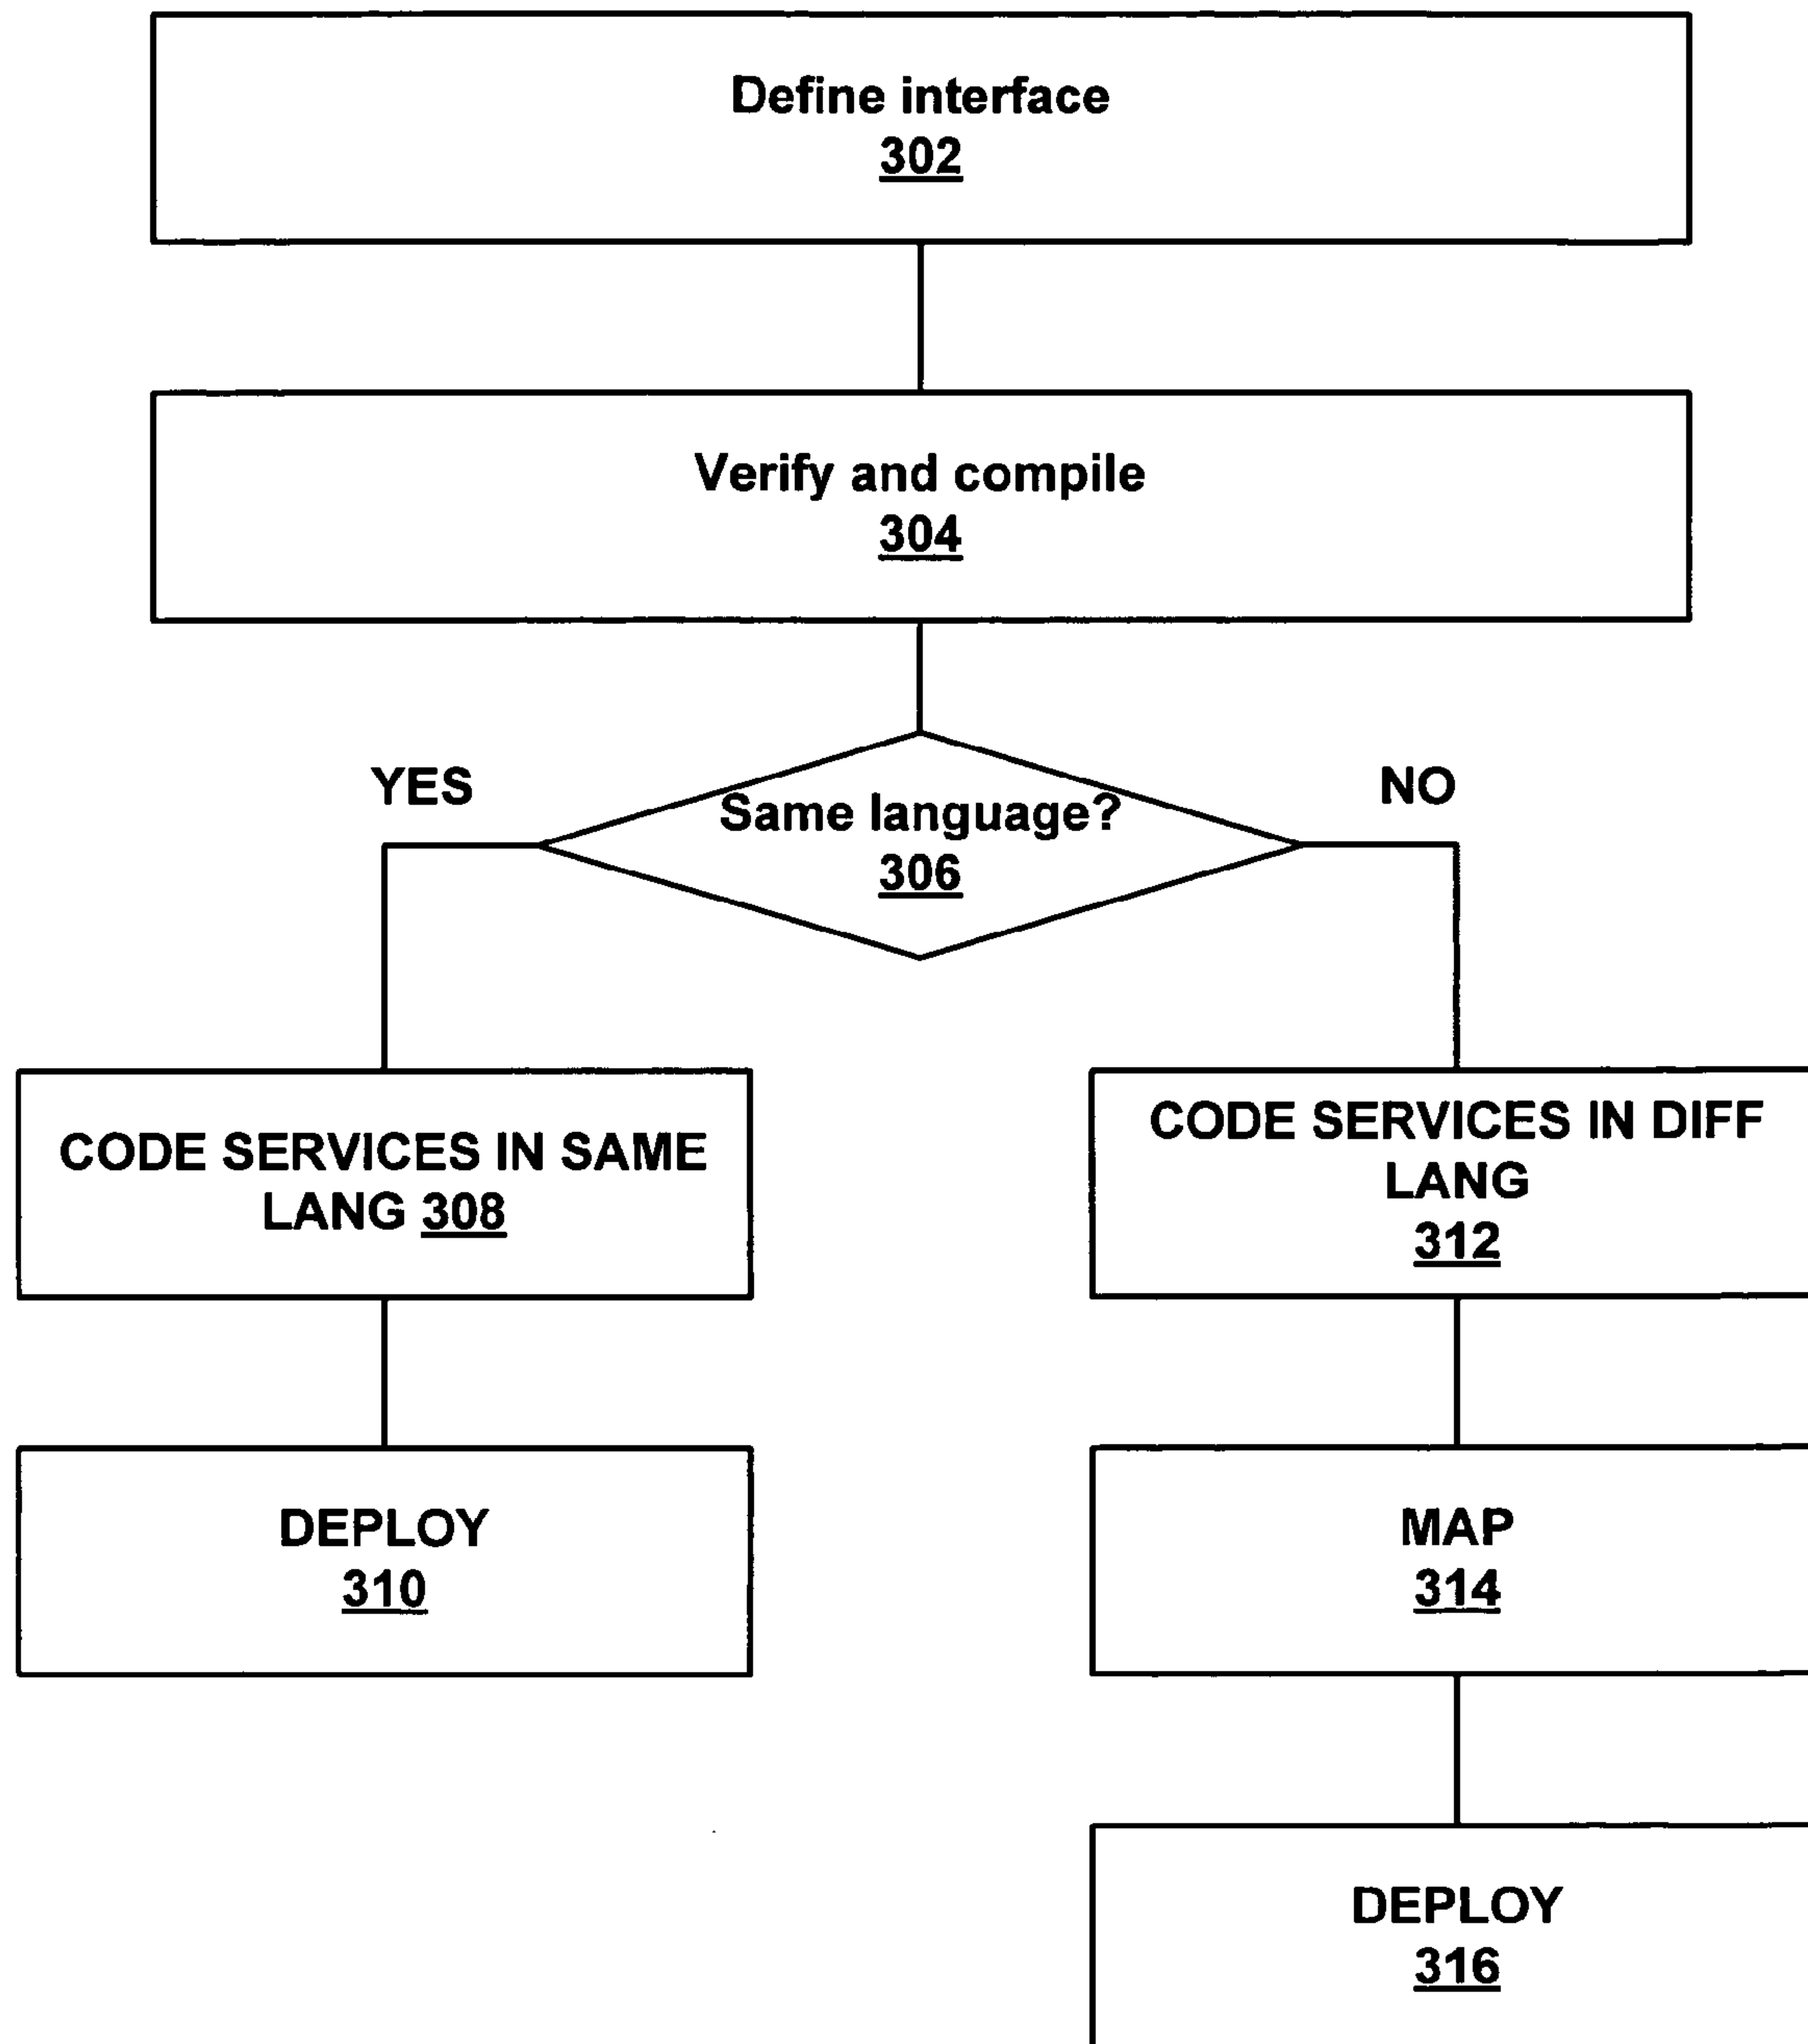 Define interface
302
Verify and compile
304
YES
NO
Same language?
306
CODE SERVICES IN SAME
LANG 308
CODE SERVICES IN DIFF
LANG
312
DEPLOY
310
MAP
314
DEPLOY
316